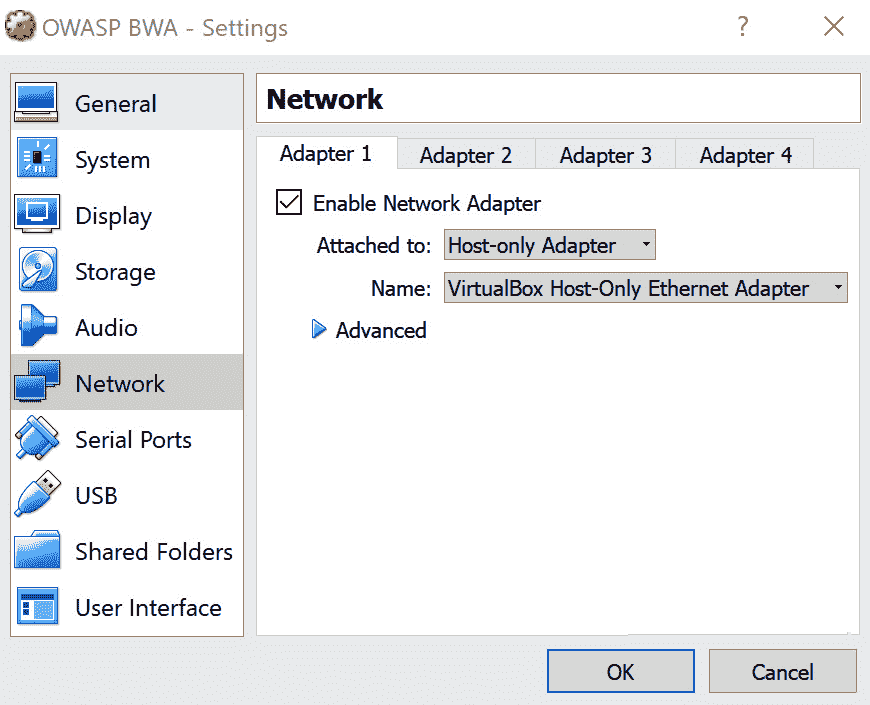 OWASP BWA - Settings
?
General
System
Display
Storage
Audio
Network
Serial Ports
USB
Shared Folders
User Interface
Network
Adapter 1 Adapter 2 Adapter 3 Adapter 4
Enable Network Adapter
Attached to: Host-only Adapter
Name: VirtualBox Host-Only Ethernet Adapter
Advanced
OK Cancel